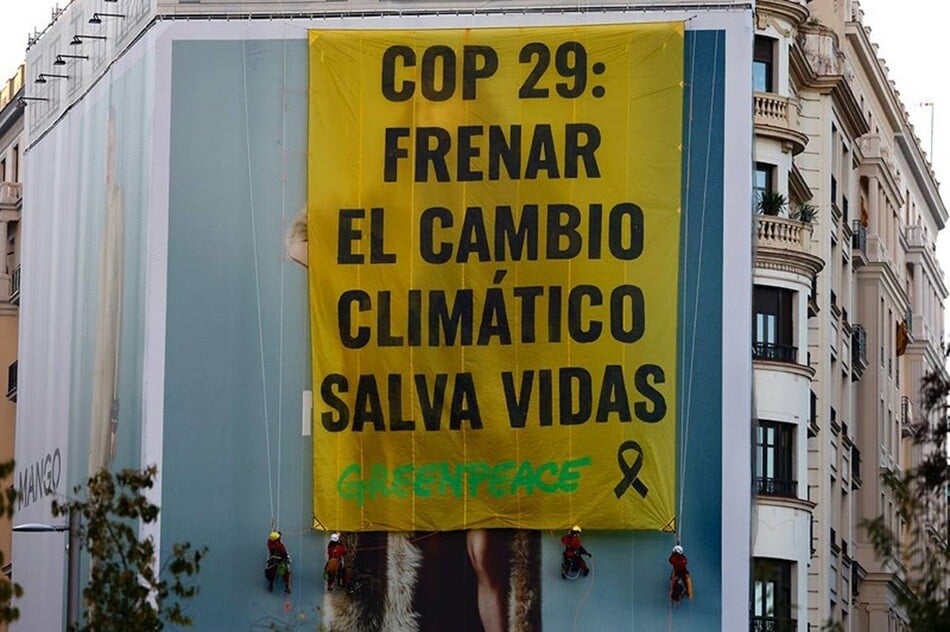 COP 29:
FRENAR
EL CAMBIO
CLIMÁTICO
SALVA VIDAS
GREENPEACE
MANGO